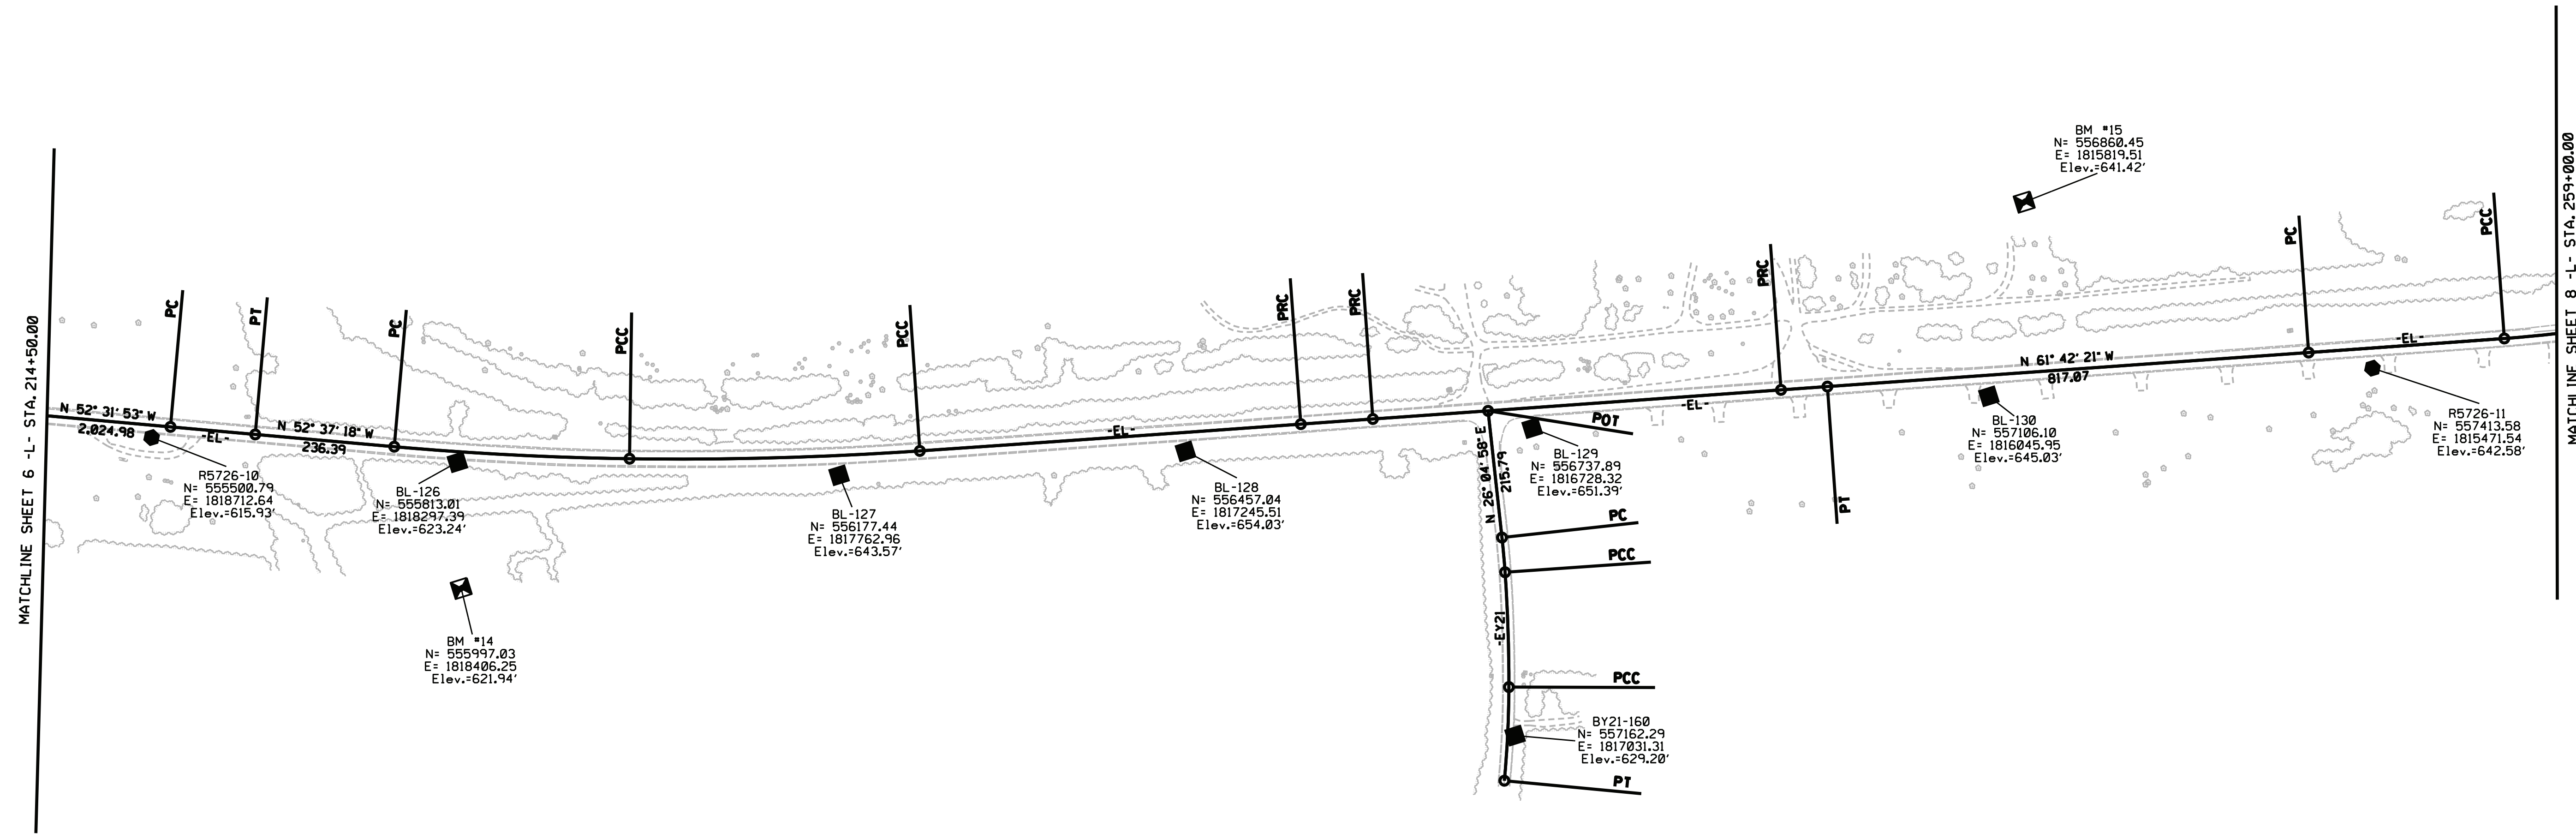 MATCHLINE SHEET 6 -L- STA. 214+50.00
N 52° 31' 53" W
2,024.98
PC
-EL-
PT
R5726-10
N= 555500.79
E= 1818712.64
Elev.=615.93'
N 52° 37' 18" W
236.39
PC
BL-126
N= 555813.01
E= 1818297.39
Elev.=623.24'
BM #14
N= 555997.03
E= 1818406.25
Elev.=621.94'
PCC
BL-127
N= 556177.44
E= 1817762.96
Elev.=643.57'
PCC
-EL-
BL-128
N= 556457.04
E= 1817245.51
Elev.=654.03'
PRC
PRC
POT
BL-129
N= 556737.89
E= 1816728.32
Elev.=651.39'
N 26° 04' 58" E
215.79
PC
PCC
-EY21
PCC
BY21-160
N= 557162.29
E= 1817031.31
Elev.=629.20'
PT
-EL-
PRC
PT
BM #15
N= 556860.45
E= 1815819.51
Elev.=641.42'
N 61° 42' 21" W
817.07
BL-130
N= 557106.10
E= 1816045.95
Elev.=645.03'
PC
-EL-
PCC
R5726-11
N= 557413.58
E= 1815471.54
Elev.=642.58'
MATCHLINE SHEET 8 -L- STA. 259+00.00